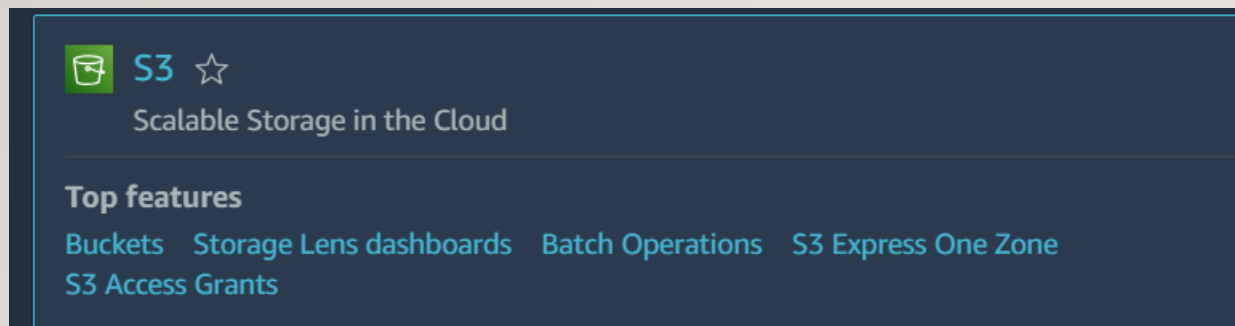 S3
Scalable Storage in the Cloud
Top features
Buckets Storage Lens dashboards Batch Operations S3 Express One Zone
S3 Access Grants